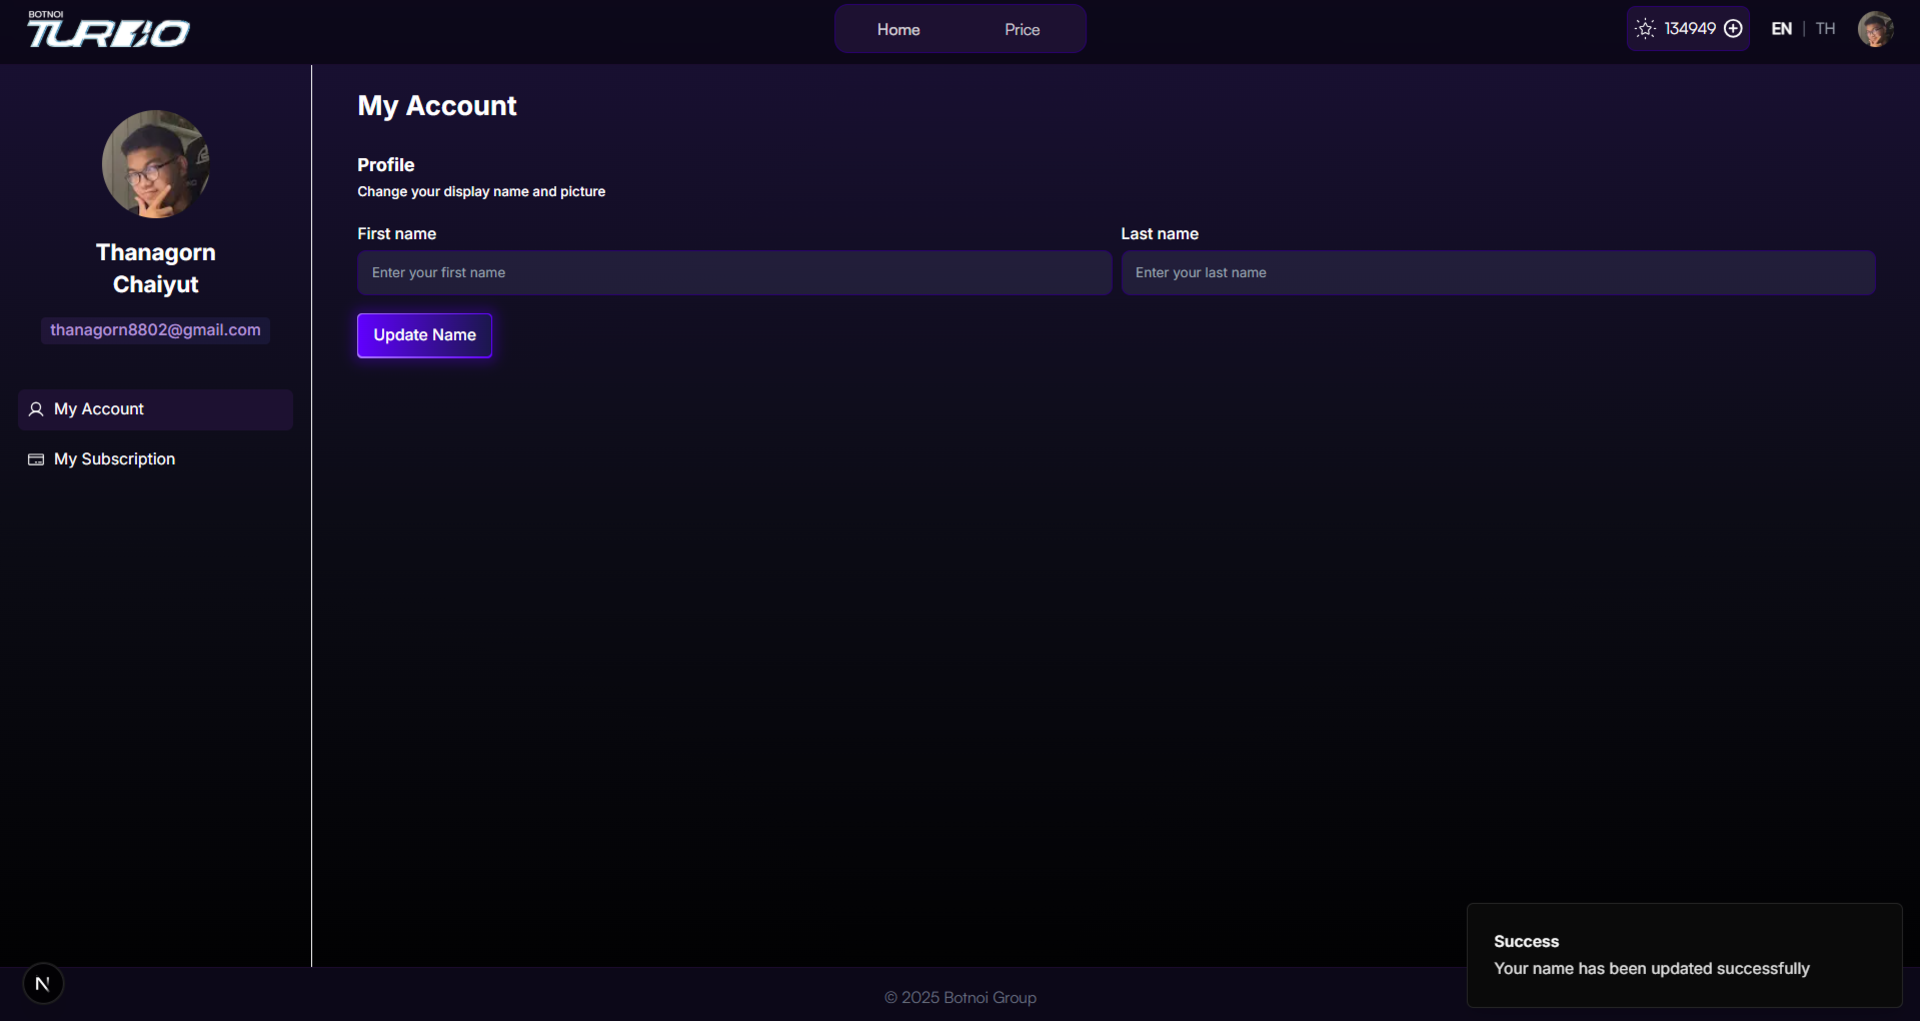 BOTNOI
TURBO
Home
Price
134949
EN | TH
Thanagorn
Chaiyut
thanagorn8802@gmail.com
My Account
My Subscription
My Account
Profile
Change your display name and picture
First name
Last name
Enter your first name
Enter your last name
Update Name
Success
Your name has been updated successfully
N
© 2025 Botnoi Group